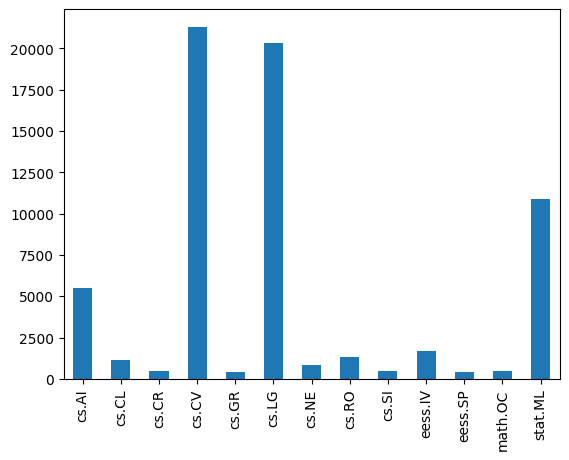 20000
17500
15000
12500
10000
7500
5000
2500
0
cs.AI
cs.CL
cs.CR
cs.CV
cs.GR
cs.LG
cs.NE
cs.RO
cs.SI
eess.IV
eess.SP
math.OC
stat.ML